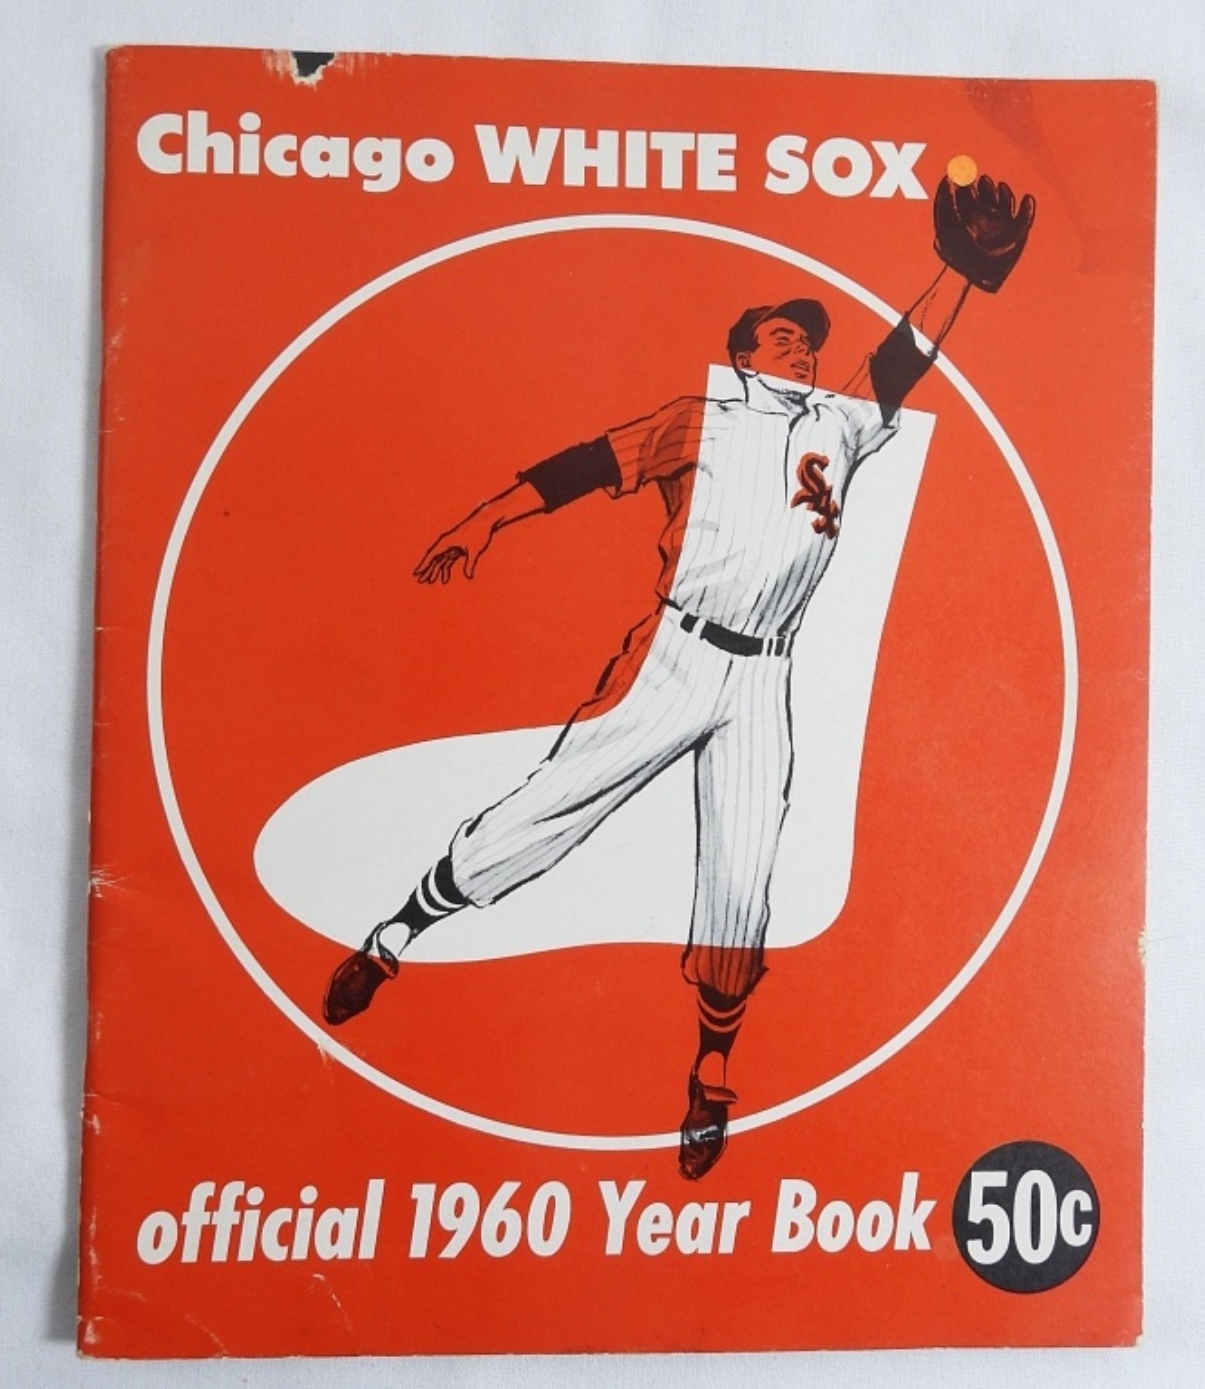 Chicago WHITE SOX
Sox
official 1960 Year Book 50c